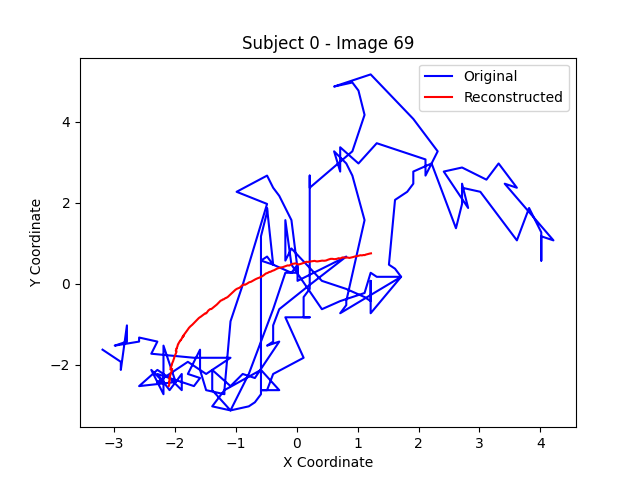 Subject 0 - Image 69
Original
Reconstructed
Y Coordinate
4
2
0
−2
−3
−2
−1
0
1
2
3
4
X Coordinate